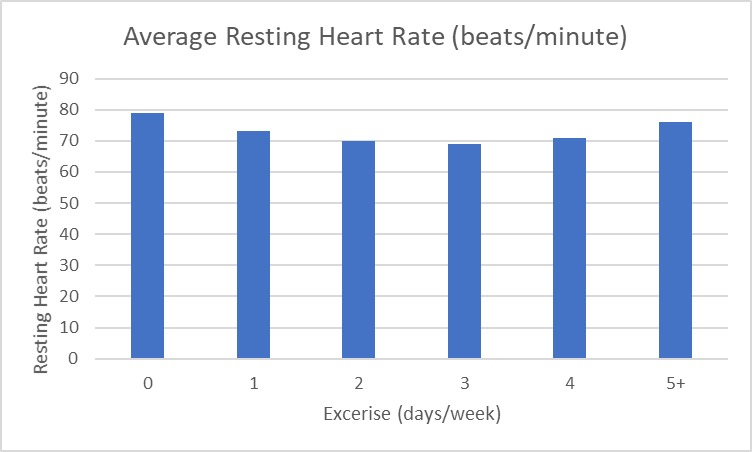 Average Resting Heart Rate (beats/minute)
Resting Heart Rate (beats/minute)
90
80
70
60
50
40
30
20
10
0
0 1 2 3 4 5+
Excerise (days/week)